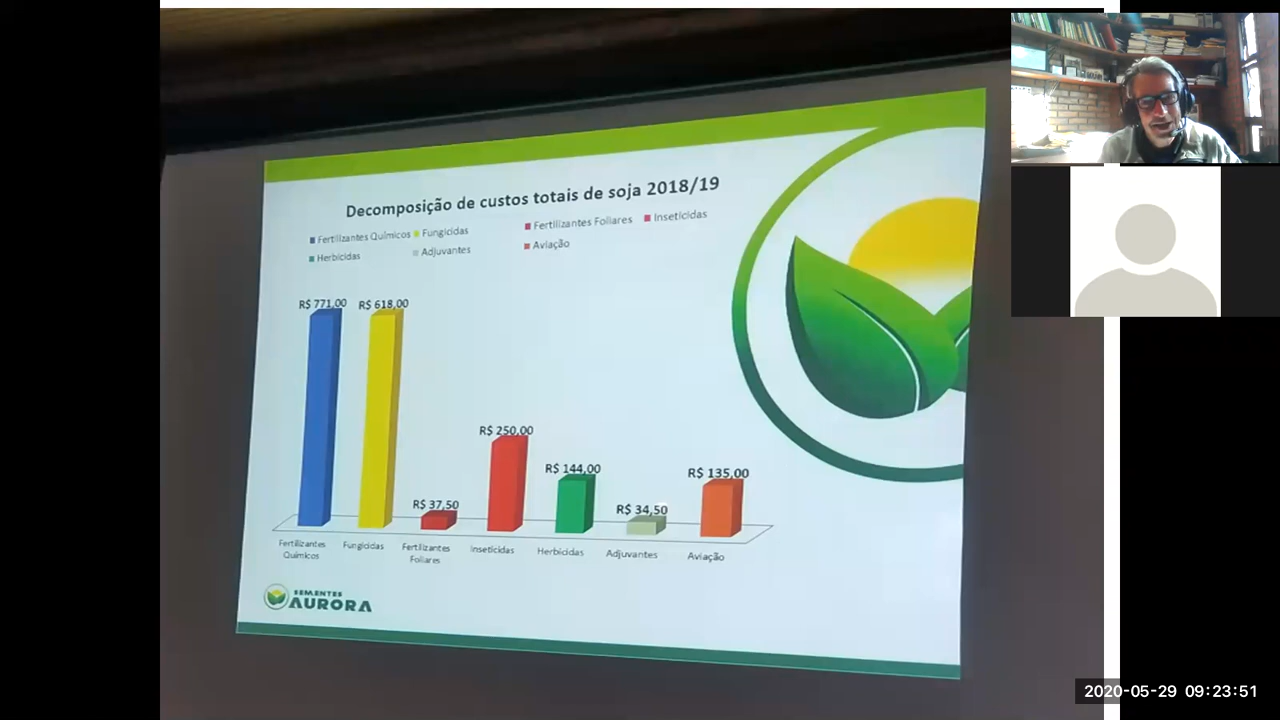 Decomposição de custos totais de soja 2018/19
Fertilizantes Químicos Fungicidas Fertilizantes Foliares Inseticidas
Herbicidas Adjuvantes Aviação
R$ 771,00 R$ 618,00
R$ 250,00
R$ 144,00 R$ 135,00
R$ 37,50 R$ 34,50
Fertilizantes Químicos
Fungicidas
Fertilizantes Foliares
Inseticidas
Herbicidas
Adjuvantes
Aviação
SEMENTES
AURORA
2020-05-29 09:23:51